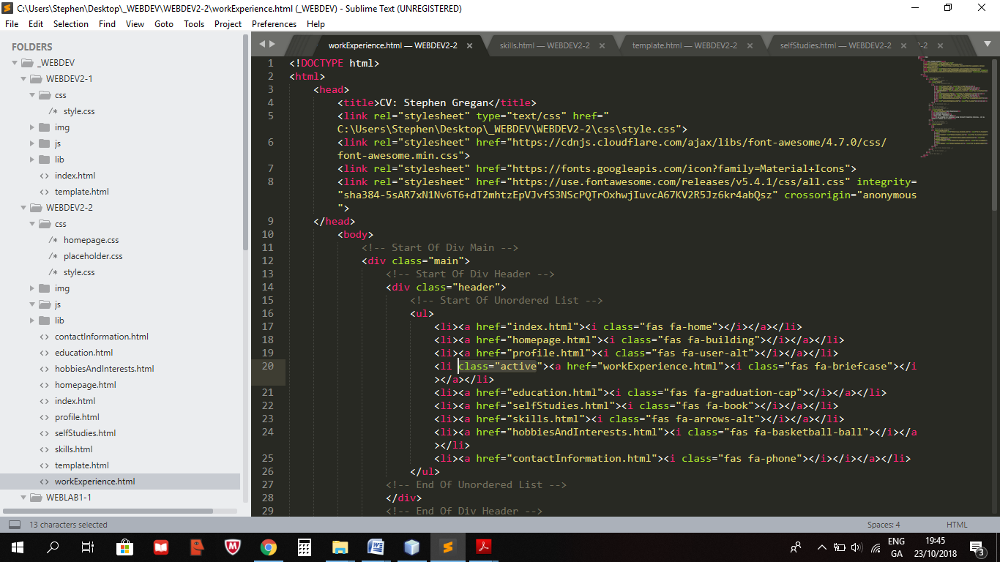 C:\Users\Stephen\Desktop\_WEBDEV\WEBDEV2-2\workExperience.html (_WEBDEV) - Sublime Text (UNREGISTERED)
File Edit Selection Find View Goto Tools Project Preferences Help
FOLDERS
_WEBDEV
WEBDEV2-1
css
/* style.css
img
js
lib
<> index.html
<> template.html
WEBDEV2-2
css
/* homepage.css
/* placeholder.css
/* style.css
img
js
lib
<> contactInformation.html
<> education.html
<> hobbiesAndInterests.html
<> homepage.html
<> index.html
<> profile.html
<> selfStudies.html
<> skills.html
<> template.html
<> workExperience.html
WEBLAB1-1
workExperience.html — WEBDEV2-2 × skills.html — WEBDEV2-2 × template.html — WEBDEV2-2 × selfStudies.html — WEBDEV2-2 × -2 ×
1 <!DOCTYPE html>
2 <html>
3 <head>
4 <title>CV: Stephen Gregan</title>
5 <link rel="stylesheet" type="text/css" href="
C:\Users\Stephen\Desktop\_WEBDEV\WEBDEV2-2\css\style.css">
6 <link rel="stylesheet" href="https://cdnjs.cloudflare.com/ajax/libs/font-awesome/4.7.0/css/
font-awesome.min.css">
7 <link rel="stylesheet" href="https://fonts.googleapis.com/icon?family=Material+Icons">
8 <link rel="stylesheet" href="https://use.fontawesome.com/releases/v5.4.1/css/all.css" integrity=
"sha384-5sAR7xN1Nv6T6+dT2mhtzEpVJvfS3NScPQTrOxhwjIuvcA67KV2R5Jz6kr4abQsz" crossorigin="anonymous
">
9 </head>
10 <body>
11 <!-- Start Of Div Main -->
12 <div class="main">
13 <!-- Start Of Div Header -->
14 <div class="header">
15 <!-- Start Of Unordered List -->
16 <ul>
17 <li><a href="index.html"><i class="fas fa-home"></i></a></li>
18 <li><a href="homepage.html"><i class="fas fa-building"></i></a></li>
19 <li><a href="profile.html"><i class="fas fa-user-alt"></i></a></li>
20 <li class="active"><a href="workExperience.html"><i class="fas fa-briefcase"></i
></a></li>
21 <li><a href="education.html"><i class="fas fa-graduation-cap"></i></a></li>
22 <li><a href="selfStudies.html"><i class="fas fa-book"></i></a></li>
23 <li><a href="skills.html"><i class="fas fa-arrows-alt"></i></a></li>
24 <li><a href="hobbiesAndInterests.html"><i class="fas fa-basketball-ball"></i></a
></li>
25 <li><a href="contactInformation.html"><i class="fas fa-phone"></i></i></a></li>
26 </ul>
27 <!-- End Of Unordered List -->
28 </div>
29 <!-- End Of Div Header -->
13 characters selected
Spaces: 4
HTML
ENG
GA
19:45
23/10/2018
3